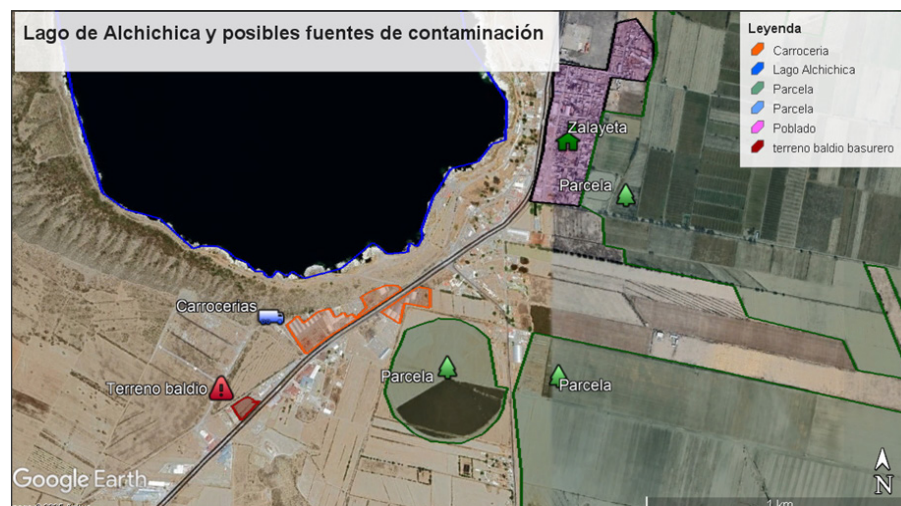 Lago de Alchichica y posibles fuentes de contaminación
Leyenda
Carroceria
Lago Alchichica
Parcela
Parcela
Poblado
terreno baldio basurero
Zalayeta
Parcela
Carrocerias
Terreno baldio
Parcela
Parcela
Google Earth
N
1 km